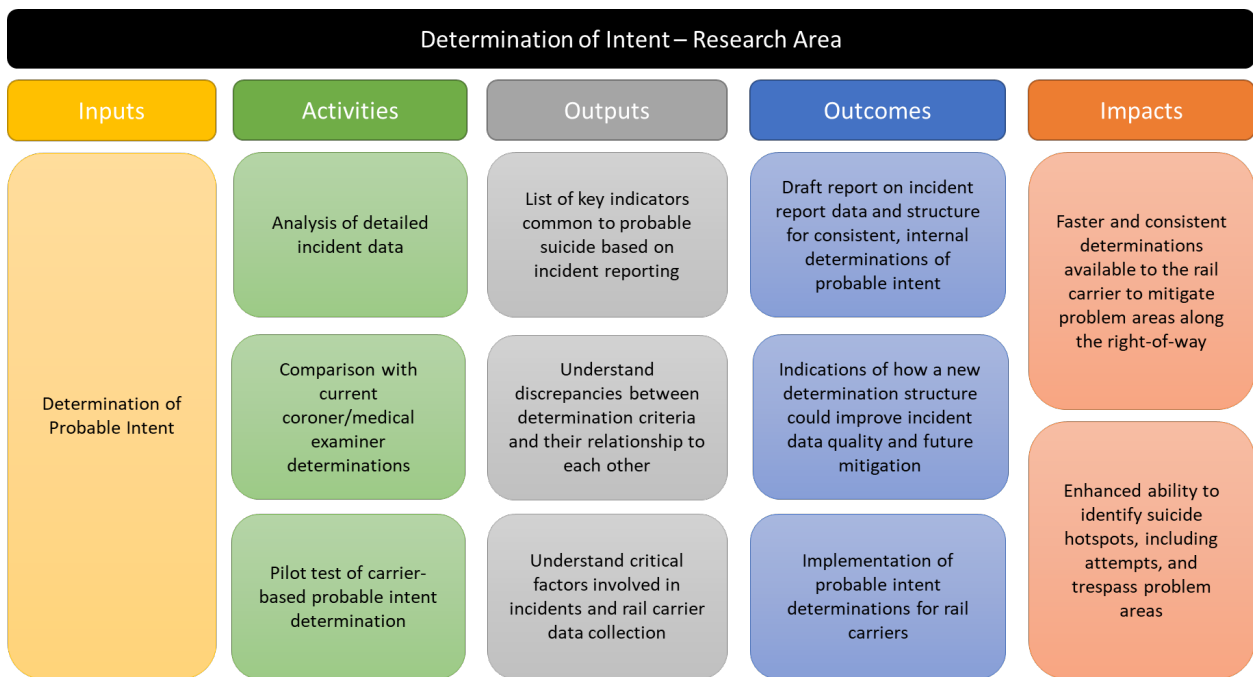 Determination of Intent – Research Area
Inputs
Activities
Outputs
Outcomes
Impacts
Determination of
Probable Intent
Analysis of detailed
incident data
Comparison with
current
coroner/medical
examiner
determinations
Pilot test of carrier-
based probable intent
determination
List of key indicators
common to probable
suicide based on
incident reporting
Understand
discrepancies between
determination criteria
and their relationship to
each other
Understand critical
factors involved in
incidents and rail carrier
data collection
Draft report on incident
report data and structure
for consistent, internal
determinations of
probable intent
Indications of how a new
determination structure
could improve incident
data quality and future
mitigation
Implementation of
probable intent
determinations for rail
carriers
Faster and consistent
determinations
available to the rail
carrier to mitigate
problem areas along
the right-of-way
Enhanced ability to
identify suicide
hotspots, including
attempts, and
trespass problem
areas